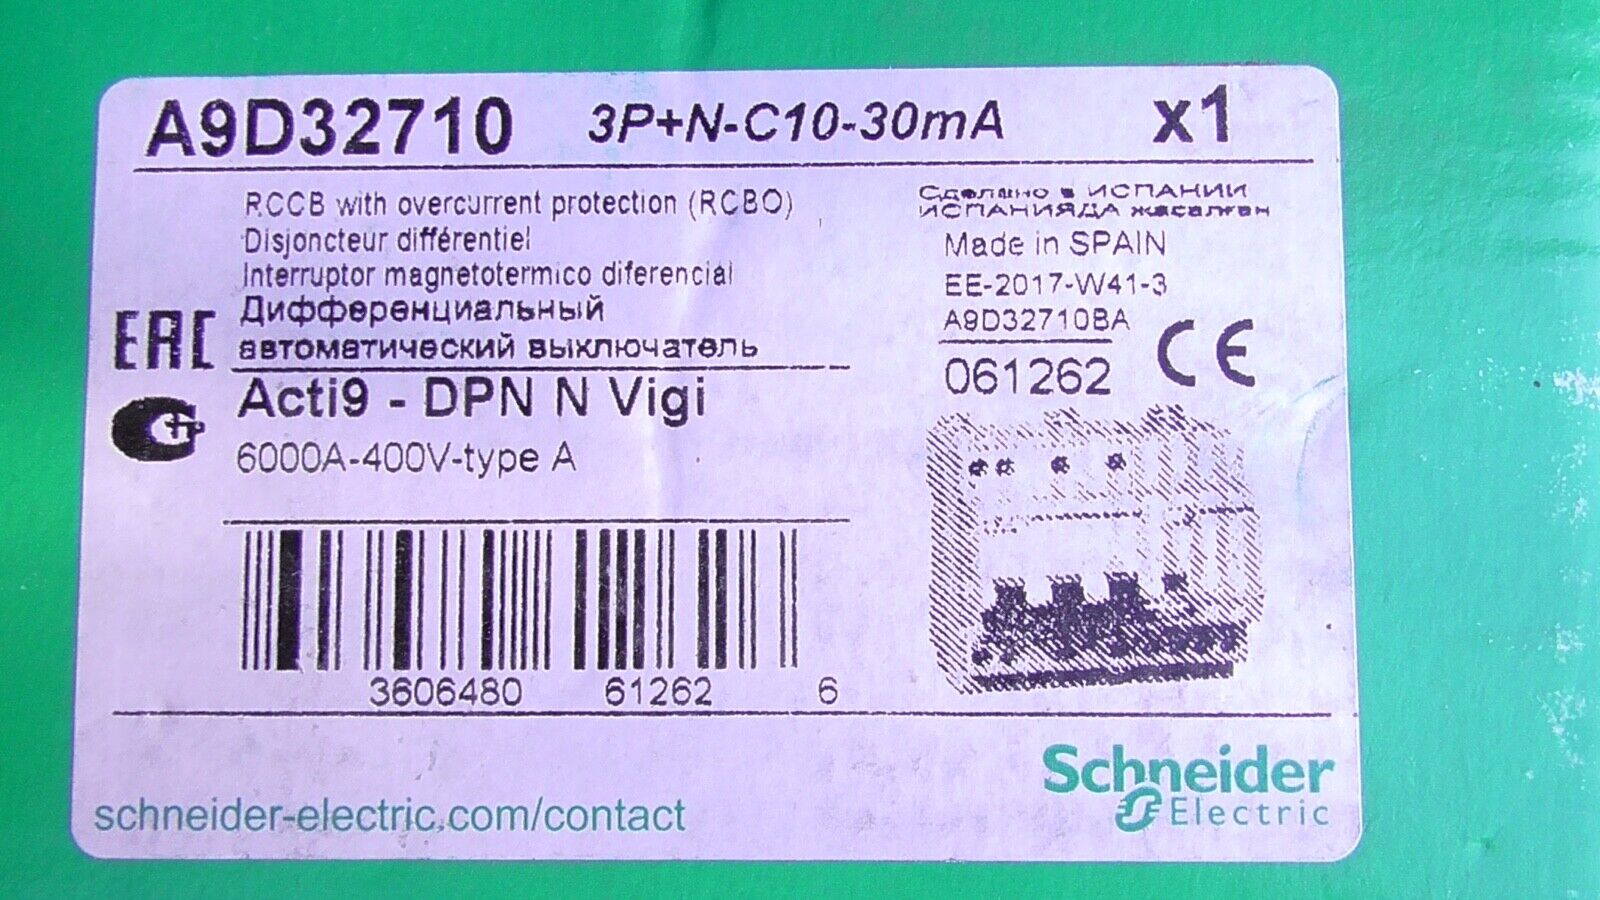 A9D32710 3P+N-C10-30mA x1
RCCB with overcurrent protection (RCBO)
Disjoncteur différentiel
Interruptor magnetotermico diferencial
Дифференциальный
автоматический выключатель
Сделано в ИСПАНИИ
ИСПАНИЯДА жасалған
Made in SPAIN
EE-2017-W41-3
A9D32710BA
061262
CE
EAC
Acti9 - DPN N Vigi
6000A-400V-type A
3606480 61262 6
schneider-electric.com/contact
Schneider
Electric